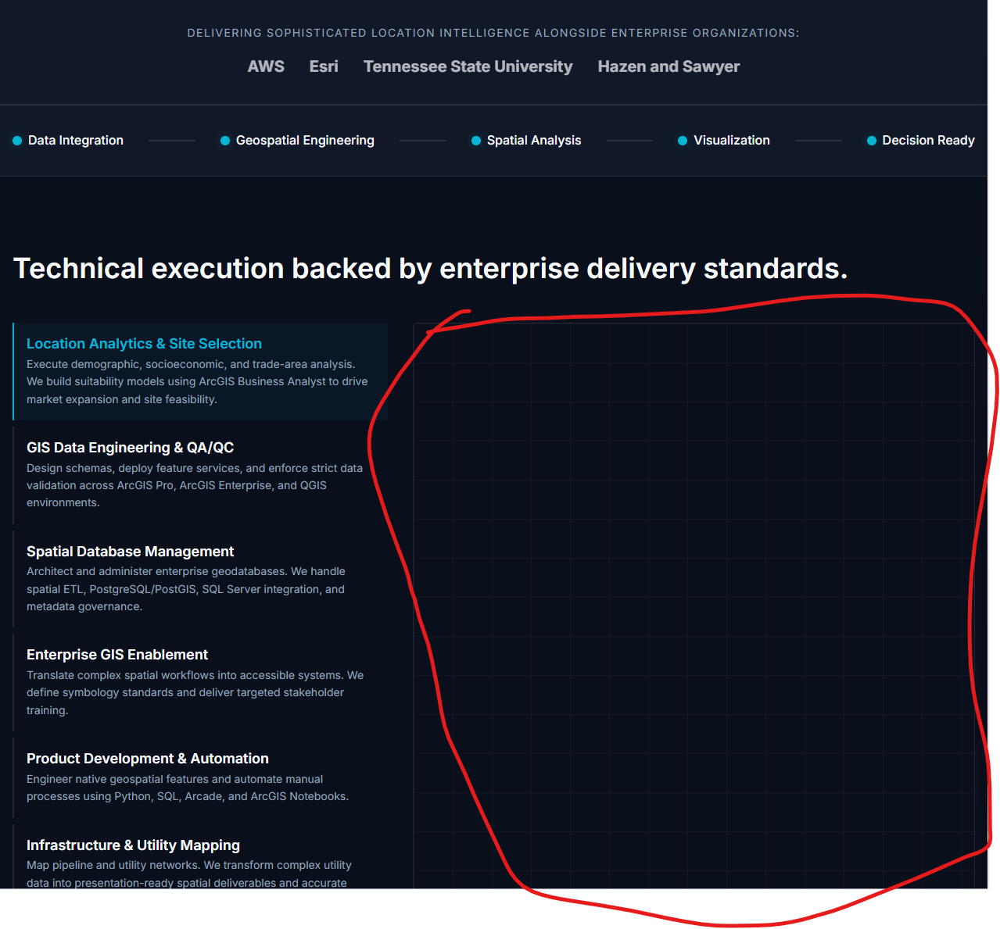 DELIVERING SOPHISTICATED LOCATION INTELLIGENCE ALONGSIDE ENTERPRISE ORGANIZATIONS:
AWS Esri Tennessee State University Hazen and Sawyer
Data Integration Geospatial Engineering Spatial Analysis Visualization Decision Ready
Technical execution backed by enterprise delivery standards.
Location Analytics & Site Selection
Execute demographic, socioeconomic, and trade-area analysis.
We build suitability models using ArcGIS Business Analyst to drive
market expansion and site feasibility.
GIS Data Engineering & QA/QC
Design schemas, deploy feature services, and enforce strict data
validation across ArcGIS Pro, ArcGIS Enterprise, and QGIS
environments.
Spatial Database Management
Architect and administer enterprise geodatabases. We handle
spatial ETL, PostgreSQL/PostGIS, SQL Server integration, and
metadata governance.
Enterprise GIS Enablement
Translate complex spatial workflows into accessible systems. We
define symbology standards and deliver targeted stakeholder
training.
Product Development & Automation
Engineer native geospatial features and automate manual
processes using Python, SQL, Arcade, and ArcGIS Notebooks.
Infrastructure & Utility Mapping
Map pipeline and utility networks. We transform complex utility
data into presentation-ready spatial deliverables and accurate